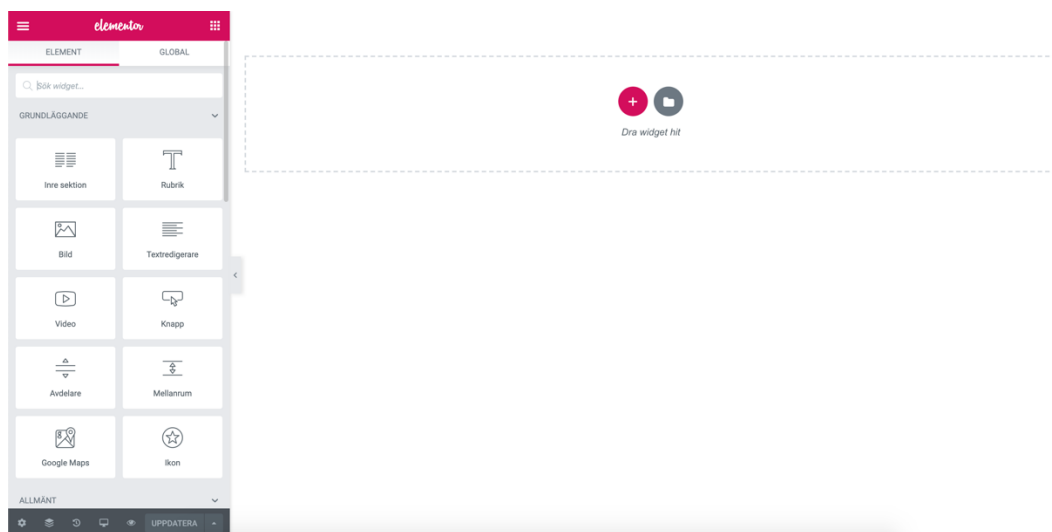 elementor
ELEMENT
GLOBAL
Sök widget...
GRUNDLÄGGANDE
Inre sektion
Rubrik
Bild
Textredigerare
Video
Knapp
Avdelare
Mellanrum
Google Maps
Ikon
ALLMÄNT
UPPDATERA
Dra widget hit